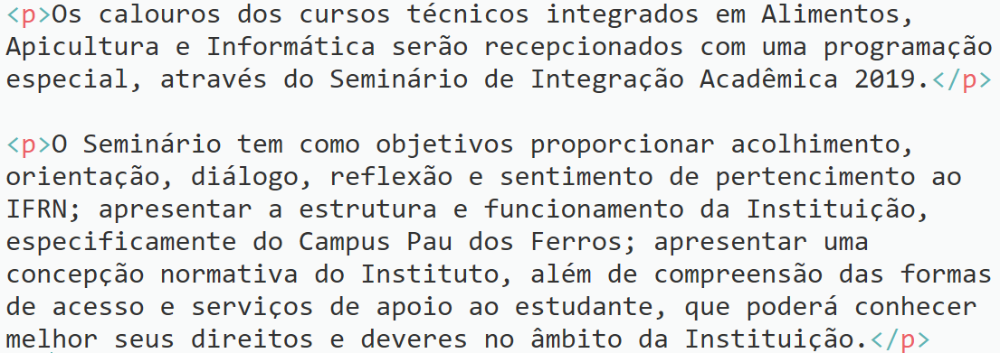 <p>Os calouros dos cursos técnicos integrados em Alimentos,
Apicultura e Informática serão recepcionados com uma programação
especial, através do Seminário de Integração Acadêmica 2019.</p>
<p>O Seminário tem como objetivos proporcionar acolhimento,
orientação, diálogo, reflexão e sentimento de pertencimento ao
IFRN; apresentar a estrutura e funcionamento da Instituição,
especificamente do Campus Pau dos Ferros; apresentar uma
concepção normativa do Instituto, além de compreensão das formas
de acesso e serviços de apoio ao estudante, que poderá conhecer
melhor seus direitos e deveres no âmbito da Instituição.</p>